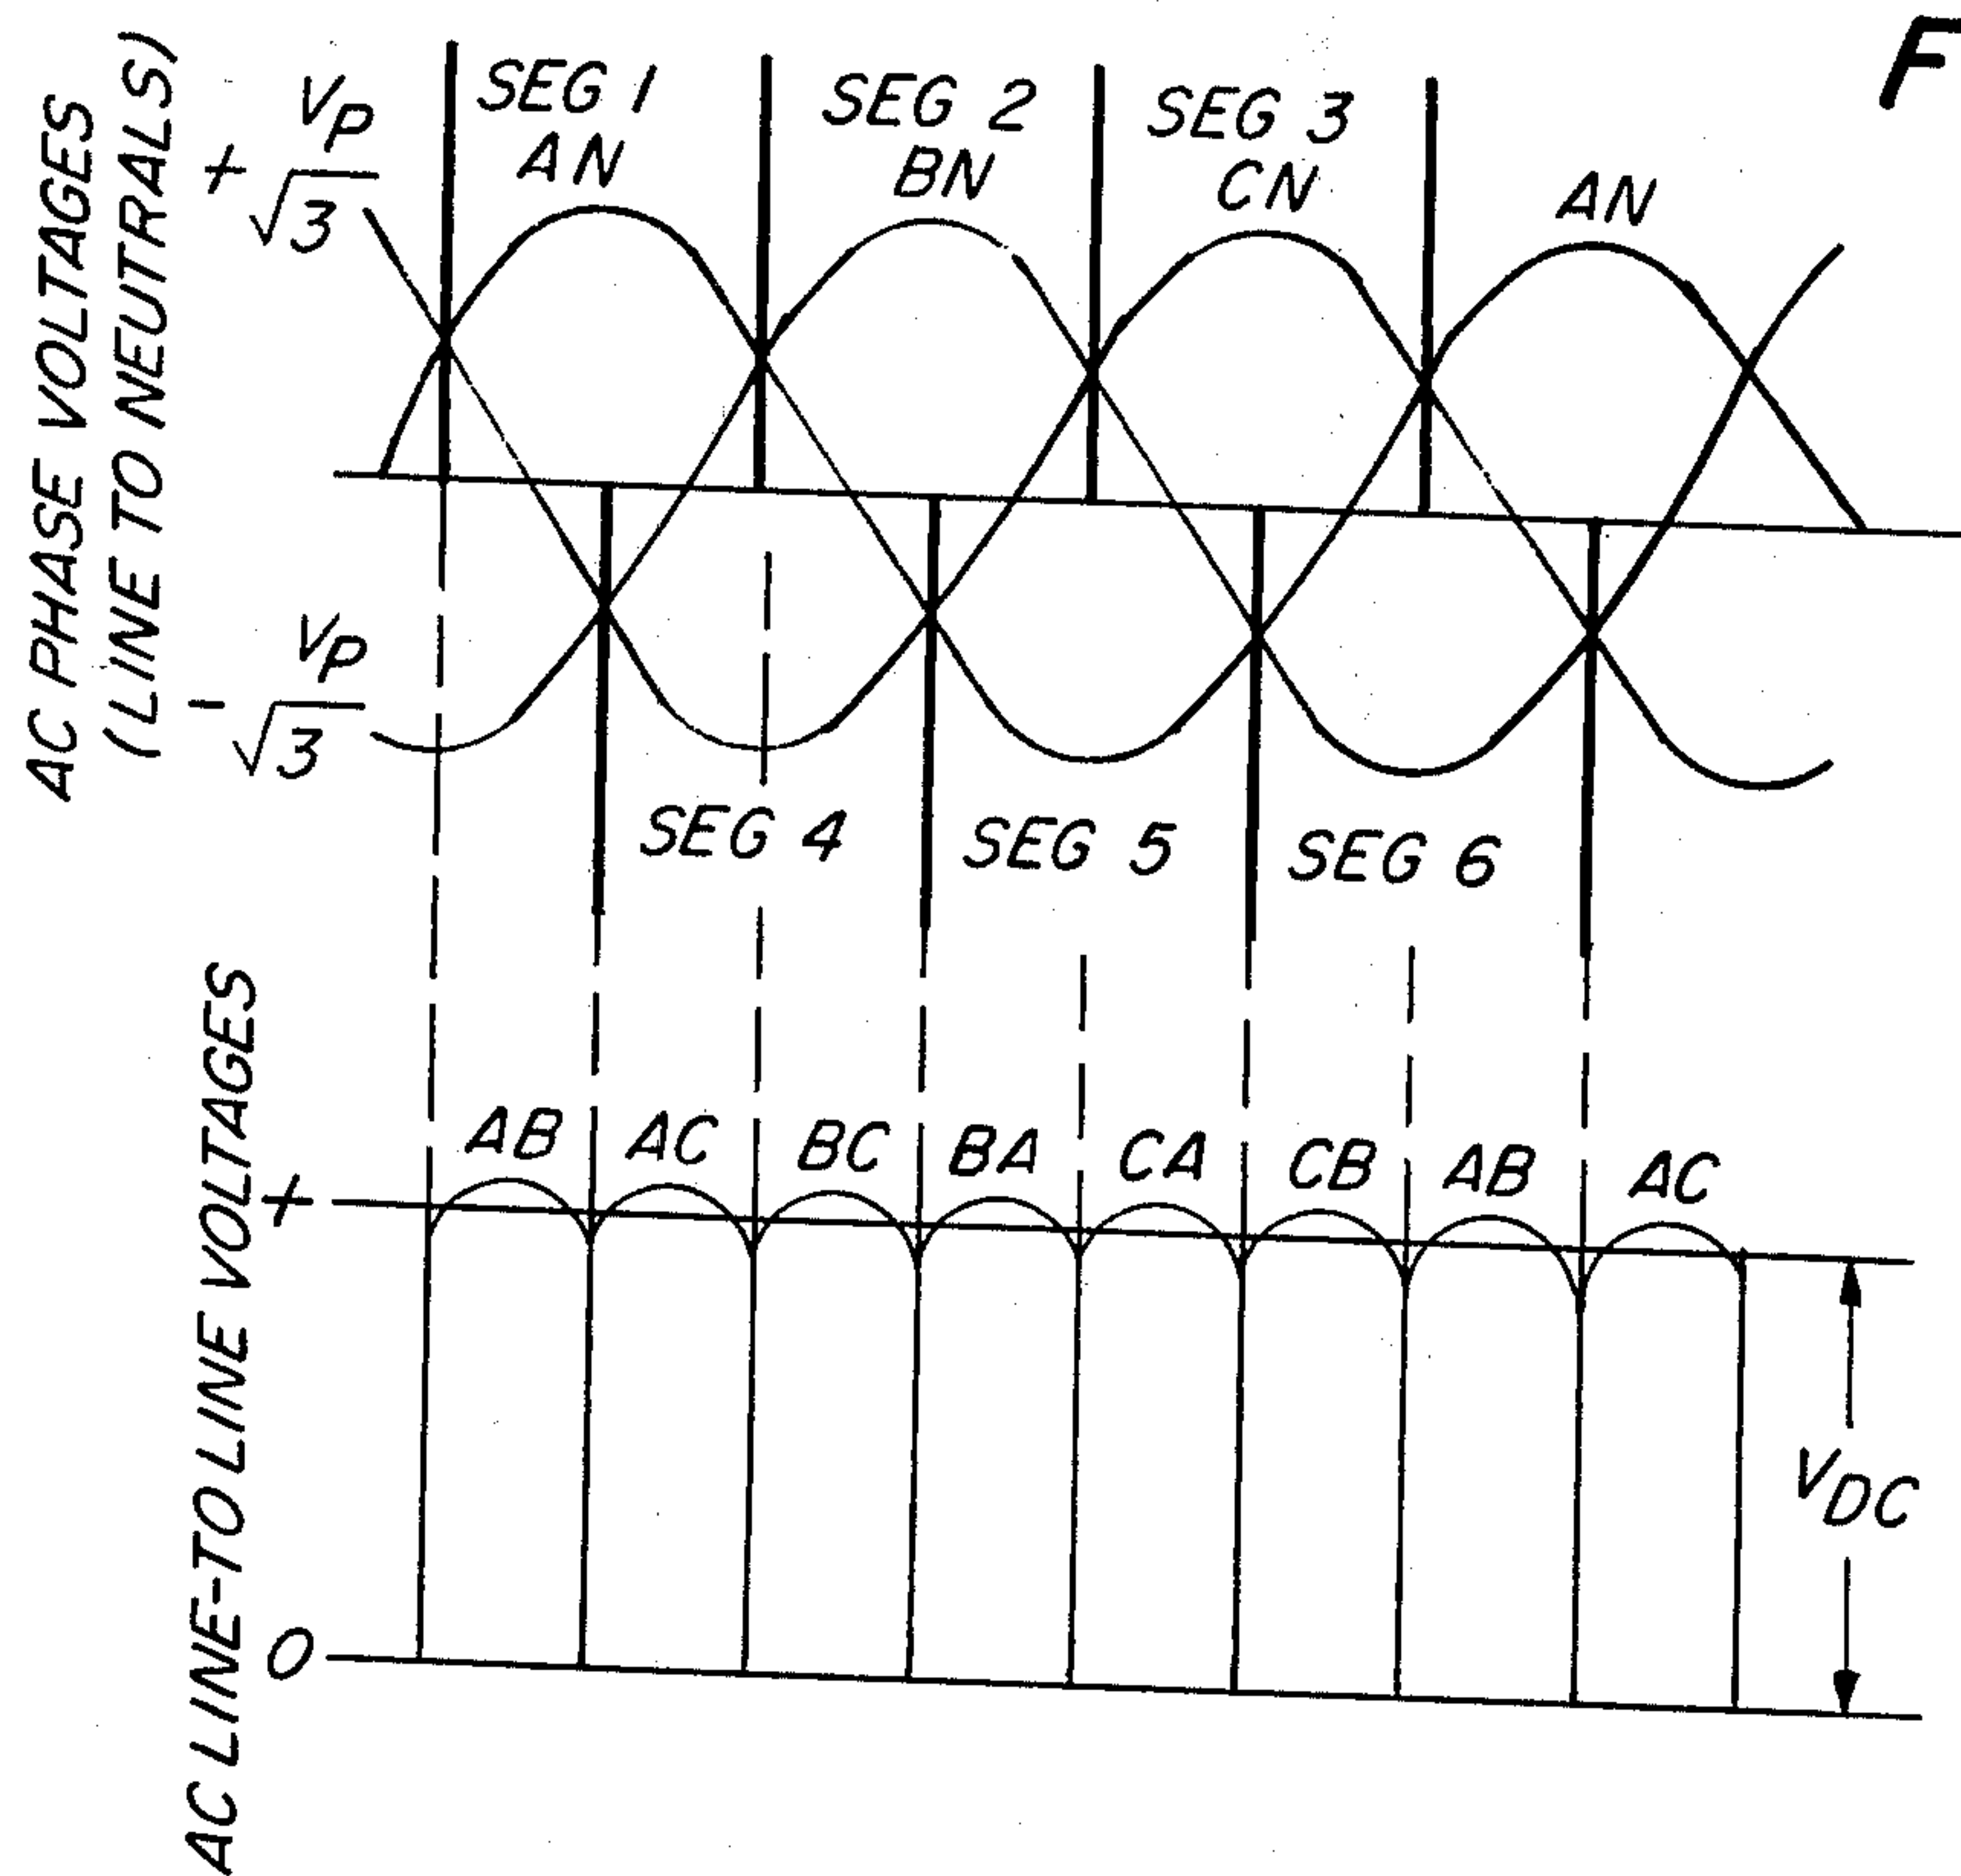 F
AC PHASE VOLTAGES
(LINE TO NEUTRALS)
+ VP/√3
SEG 1
AN
SEG 2
BN
SEG 3
CN
AN
- VP/√3
SEG 4
SEG 5
SEG 6
AC LINE-TO LINE VOLTAGES
+
AB AC BC BA CA CB AB AC
VDC
0